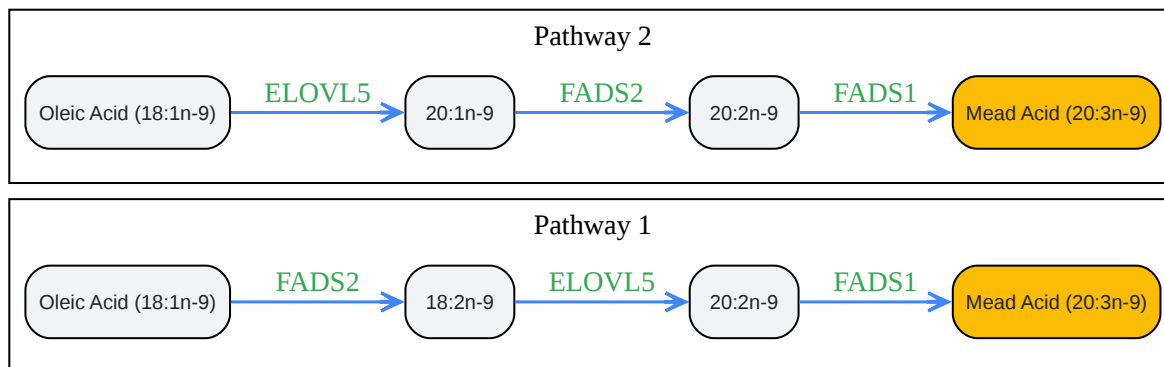 Pathway 2
ELOVL5 FADS2 FADS1
Oleic Acid (18:1n-9) 20:1n-9 20:2n-9 Mead Acid (20:3n-9)
Pathway 1
FADS2 ELOVL5 FADS1
Oleic Acid (18:1n-9) 18:2n-9 20:2n-9 Mead Acid (20:3n-9)